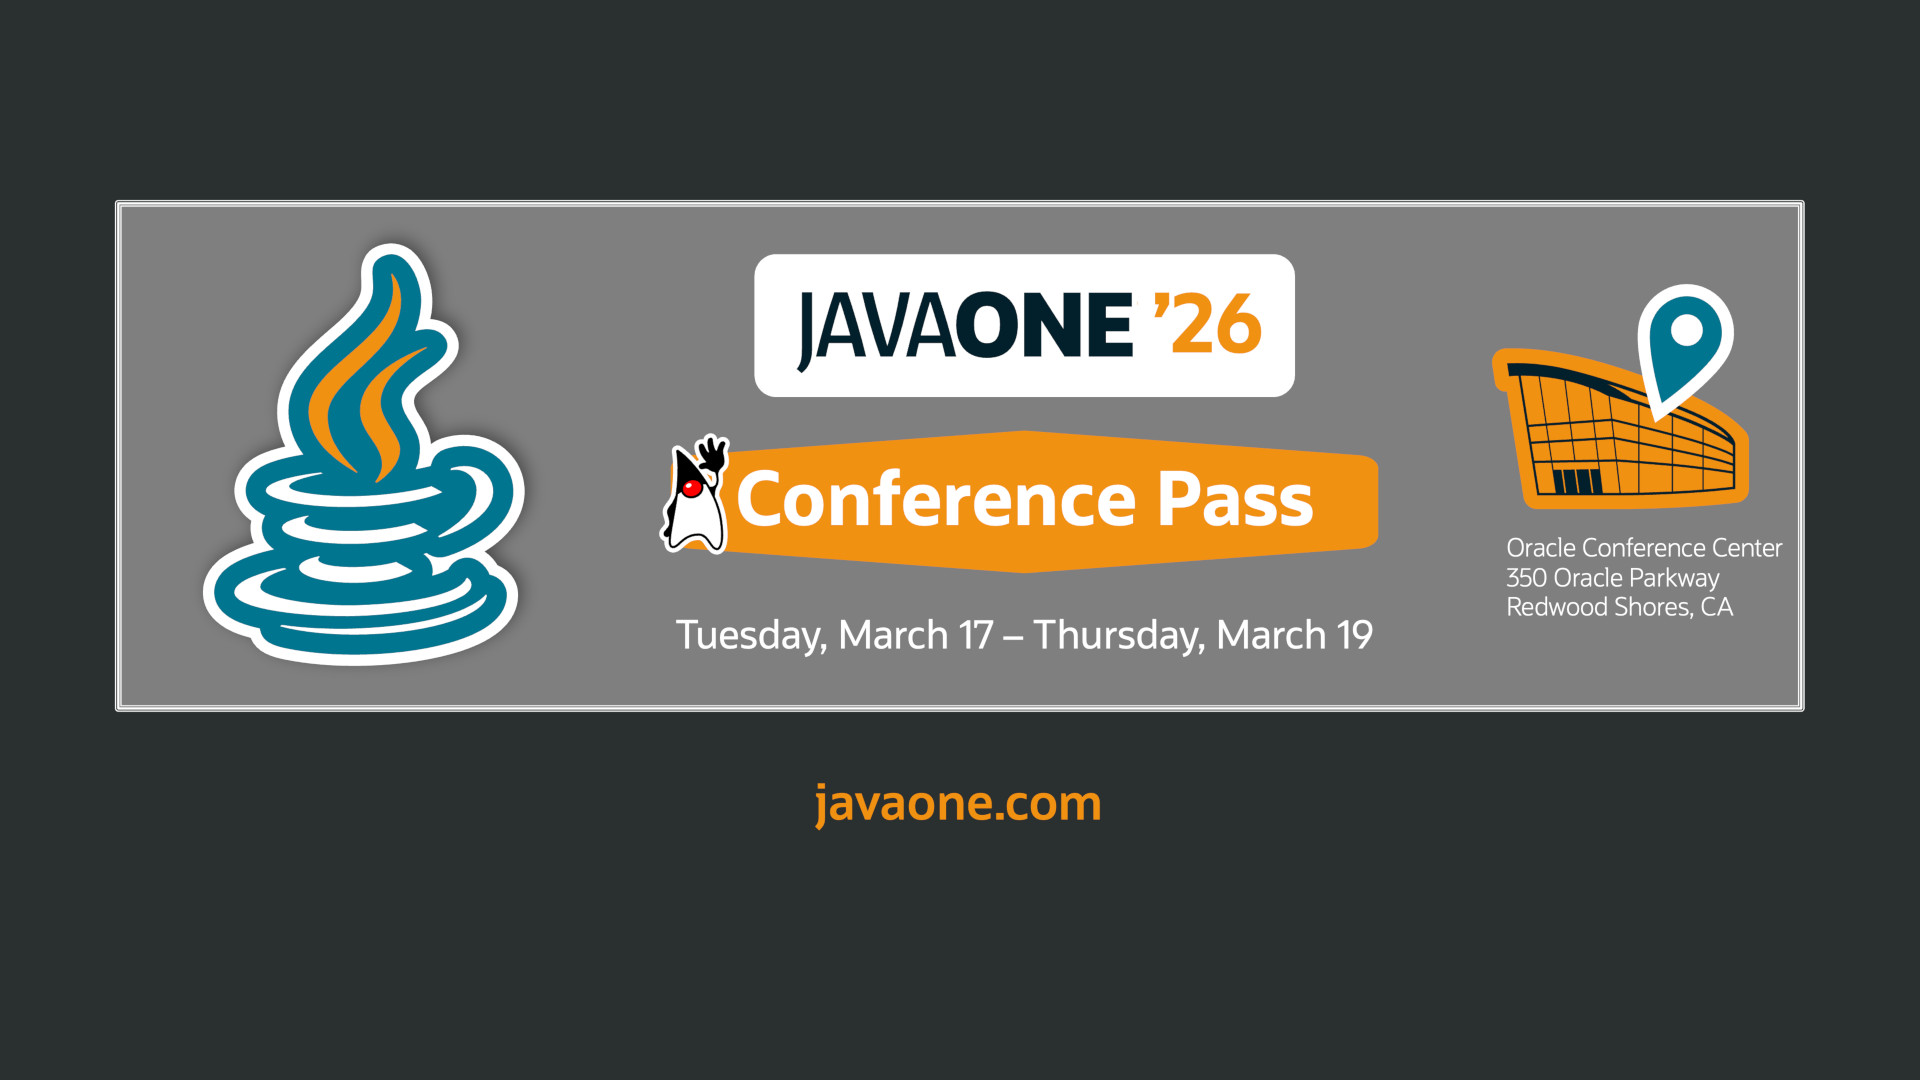 JAVAONE ’26
Conference Pass
Tuesday, March 17 – Thursday, March 19
Oracle Conference Center
350 Oracle Parkway
Redwood Shores, CA
javaone.com